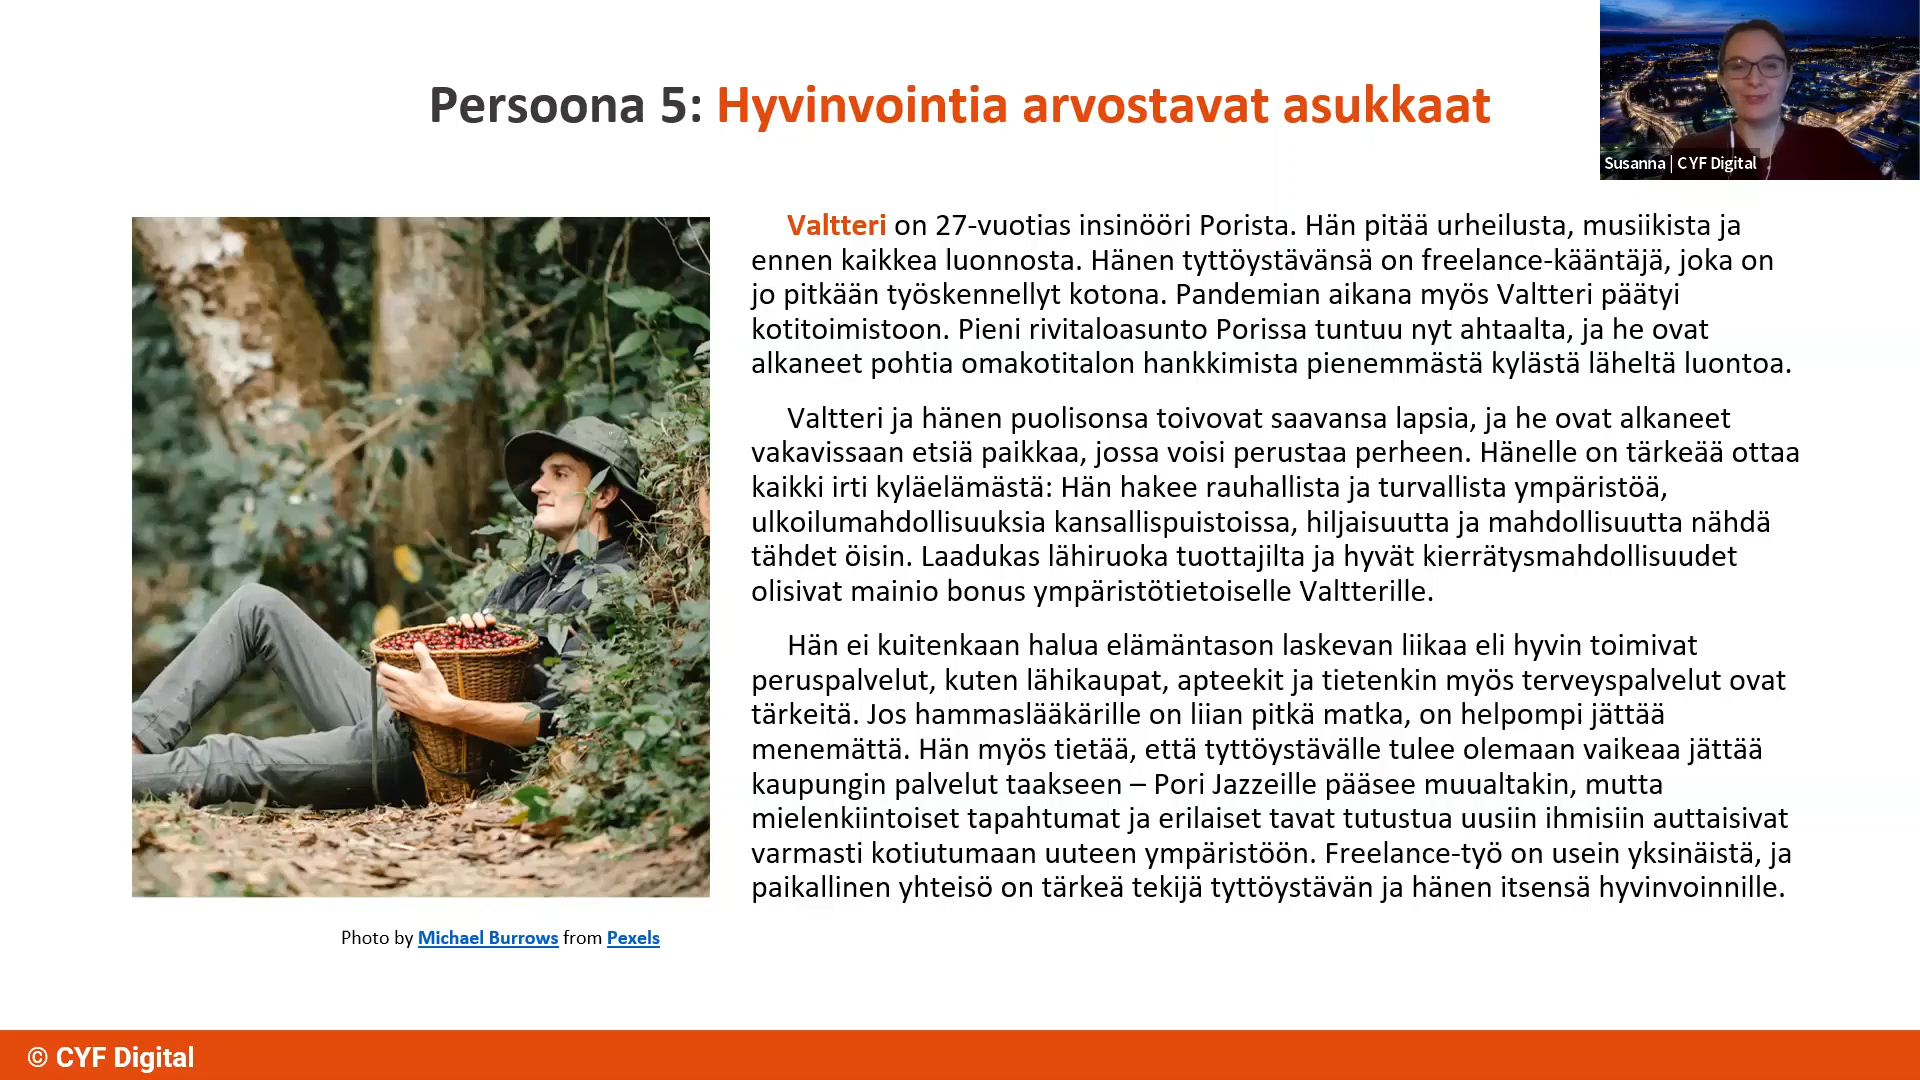 Persoona 5: Hyvinvointia arvostavat asukkaat
Susanna | CYF Digital
Valtteri on 27-vuotias insinööri Porista. Hän pitää urheilusta, musiikista ja
ennen kaikkea luonnosta. Hänen tyttöystävänsä on freelance-kääntäjä, joka on
jo pitkään työskennellyt kotona. Pandemian aikana myös Valtteri päätyi
kotitoimistoon. Pieni rivitaloasunto Porissa tuntuu nyt ahtaalta, ja he ovat
alkaneet pohtia omakotitalon hankkimista pienemmästä kylästä läheltä luontoa.
Valtteri ja hänen puolisonsa toivovat saavansa lapsia, ja he ovat alkaneet
vakavissaan etsiä paikkaa, jossa voisi perustaa perheen. Hänelle on tärkeää ottaa
kaikki irti kyläelämästä: Hän hakee rauhallista ja turvallista ympäristöä,
ulkoilumahdollisuuksia kansallispuistoissa, hiljaisuutta ja mahdollisuutta nähdä
tähdet öisin. Laadukas lähiruoka tuottajilta ja hyvät kierrätysmahdollisuudet
olisivat mainio bonus ympäristötietoiselle Valtterille.
Hän ei kuitenkaan halua elämäntason laskevan liikaa eli hyvin toimivat
peruspalvelut, kuten lähikaupat, apteekit ja tietenkin myös terveyspalvelut ovat
tärkeitä. Jos hammaslääkärille on liian pitkä matka, on helpompi jättää
menemättä. Hän myös tietää, että tyttöystävälle tulee olemaan vaikeaa jättää
kaupungin palvelut taakseen – Pori Jazzeille pääsee muualtakin, mutta
mielenkiintoiset tapahtumat ja erilaiset tavat tutustua uusiin ihmisiin auttaisivat
varmasti kotiutumaan uuteen ympäristöön. Freelance-työ on usein yksinäistä, ja
paikallinen yhteisö on tärkeä tekijä tyttöystävän ja hänen itsensä hyvinvoinnille.
Photo by Michael Burrows from Pexels
© CYF Digital